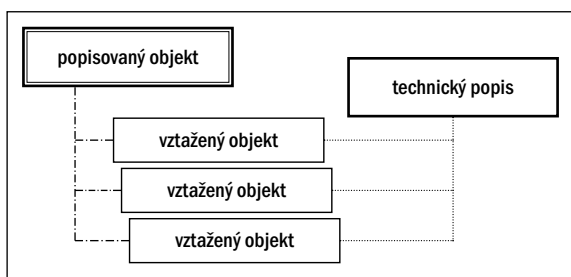 popisovaný objekt
technický popis
vztažený objekt
vztažený objekt
vztažený objekt